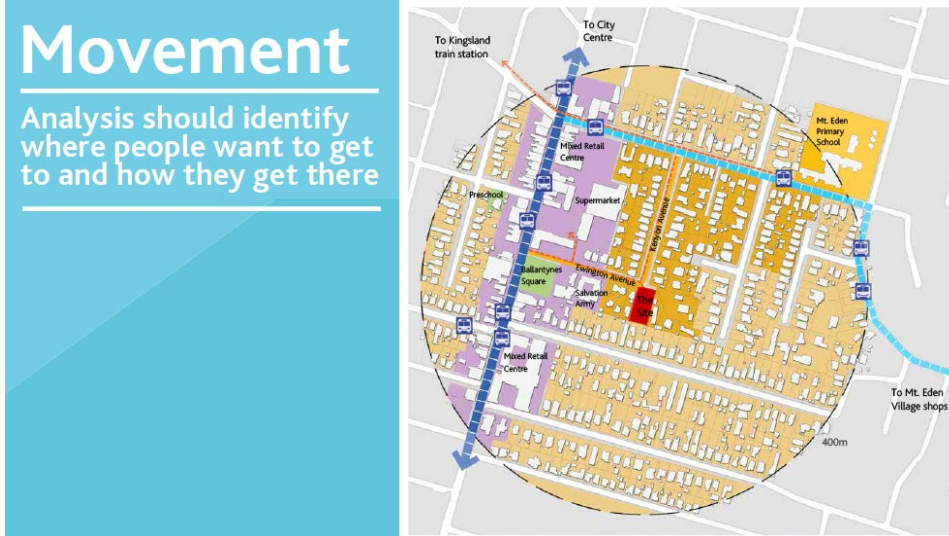 Movement
Analysis should identify
where people want to get
to and how they get there
To City
Centre
To Kingsland
train station
Mt. Eden
Primary
School
Mixed Retail
Centre
Preschool
Supermarket
Kenyon Avenue
Ewington Avenue
Ballantynes
Square
Salvation
Army
The
Site
Mixed Retail
Centre
To Mt. Eden
Village shops
400m